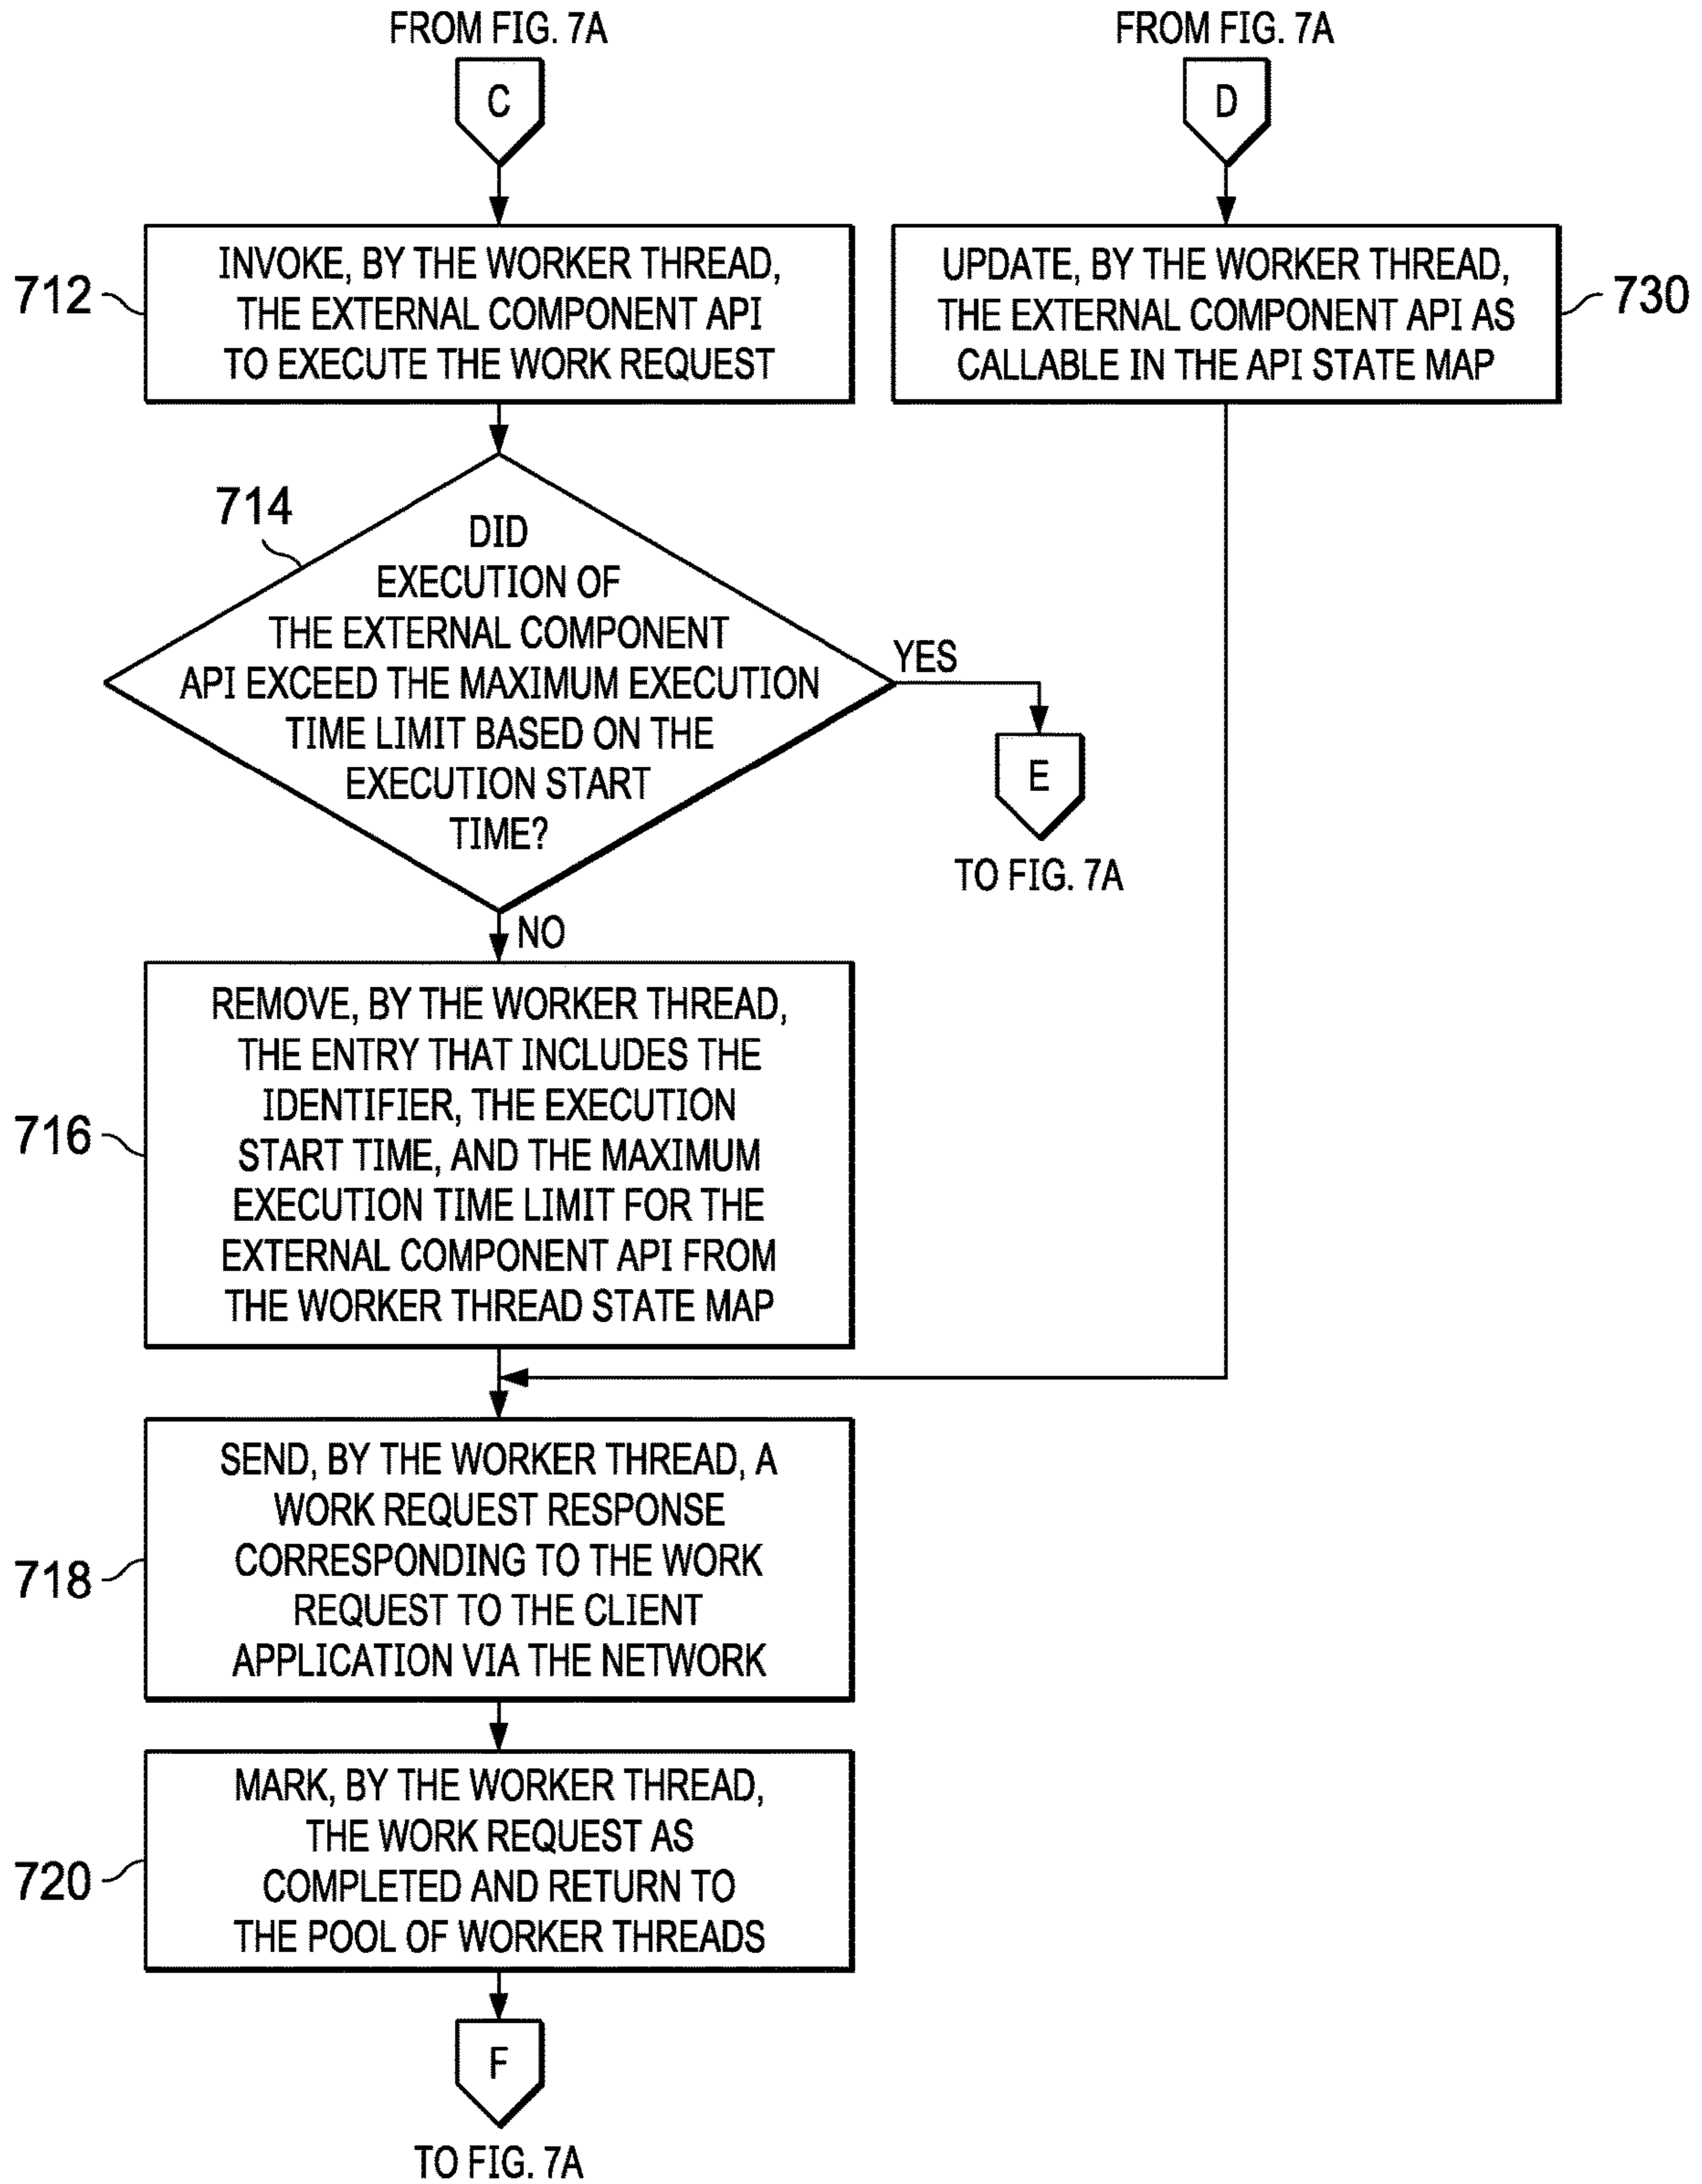 FROM FIG. 7A
C
712
INVOKE, BY THE WORKER THREAD,
THE EXTERNAL COMPONENT API
TO EXECUTE THE WORK REQUEST
714
DID
EXECUTION OF
THE EXTERNAL COMPONENT
API EXCEED THE MAXIMUM EXECUTION
TIME LIMIT BASED ON THE
EXECUTION START
TIME?
YES
E
TO FIG. 7A
NO
716
REMOVE, BY THE WORKER THREAD,
THE ENTRY THAT INCLUDES THE
IDENTIFIER, THE EXECUTION
START TIME, AND THE MAXIMUM
EXECUTION TIME LIMIT FOR THE
EXTERNAL COMPONENT API FROM
THE WORKER THREAD STATE MAP
FROM FIG. 7A
D
UPDATE, BY THE WORKER THREAD,
THE EXTERNAL COMPONENT API AS
CALLABLE IN THE API STATE MAP
730
718
SEND, BY THE WORKER THREAD, A
WORK REQUEST RESPONSE
CORRESPONDING TO THE WORK
REQUEST TO THE CLIENT
APPLICATION VIA THE NETWORK
720
MARK, BY THE WORKER THREAD,
THE WORK REQUEST AS
COMPLETED AND RETURN TO
THE POOL OF WORKER THREADS
F
TO FIG. 7A